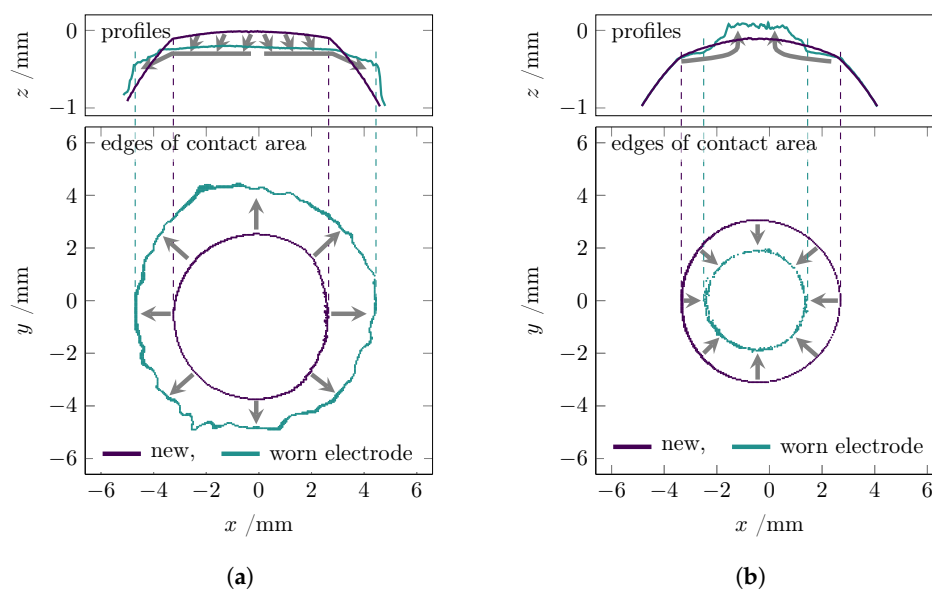 profiles
0
−1
z /mm
edges of contact area
6
4
2
0
−2
−4
−6
y /mm
new, worn electrode
−6 −4 −2 0 2 4 6
x /mm
(a)
profiles
0
−1
z /mm
edges of contact area
6
4
2
0
−2
−4
−6
y /mm
new, worn electrode
−6 −4 −2 0 2 4 6
x /mm
(b)